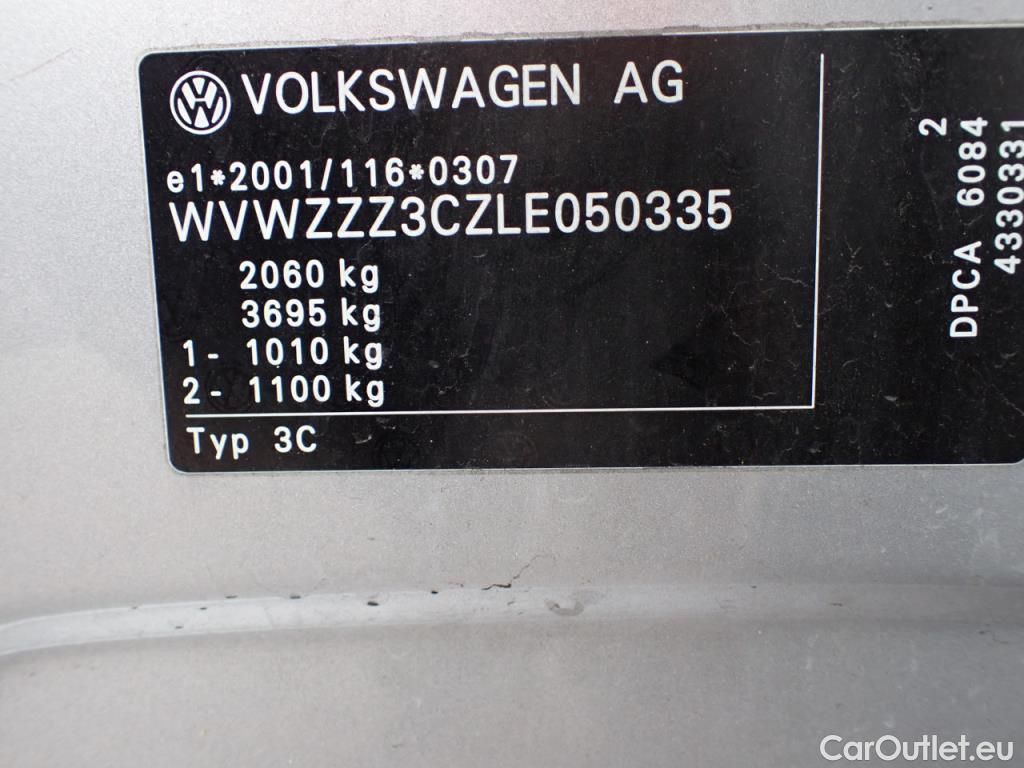 VOLKSWAGEN AG
e1*2001/116*0307
WVWZZZ3CZLE050335
2060 kg
3695 kg
1- 1010 kg
2- 1100 kg
Typ 3C
2
DPCA 6084
4330331
CarOutlet.eu